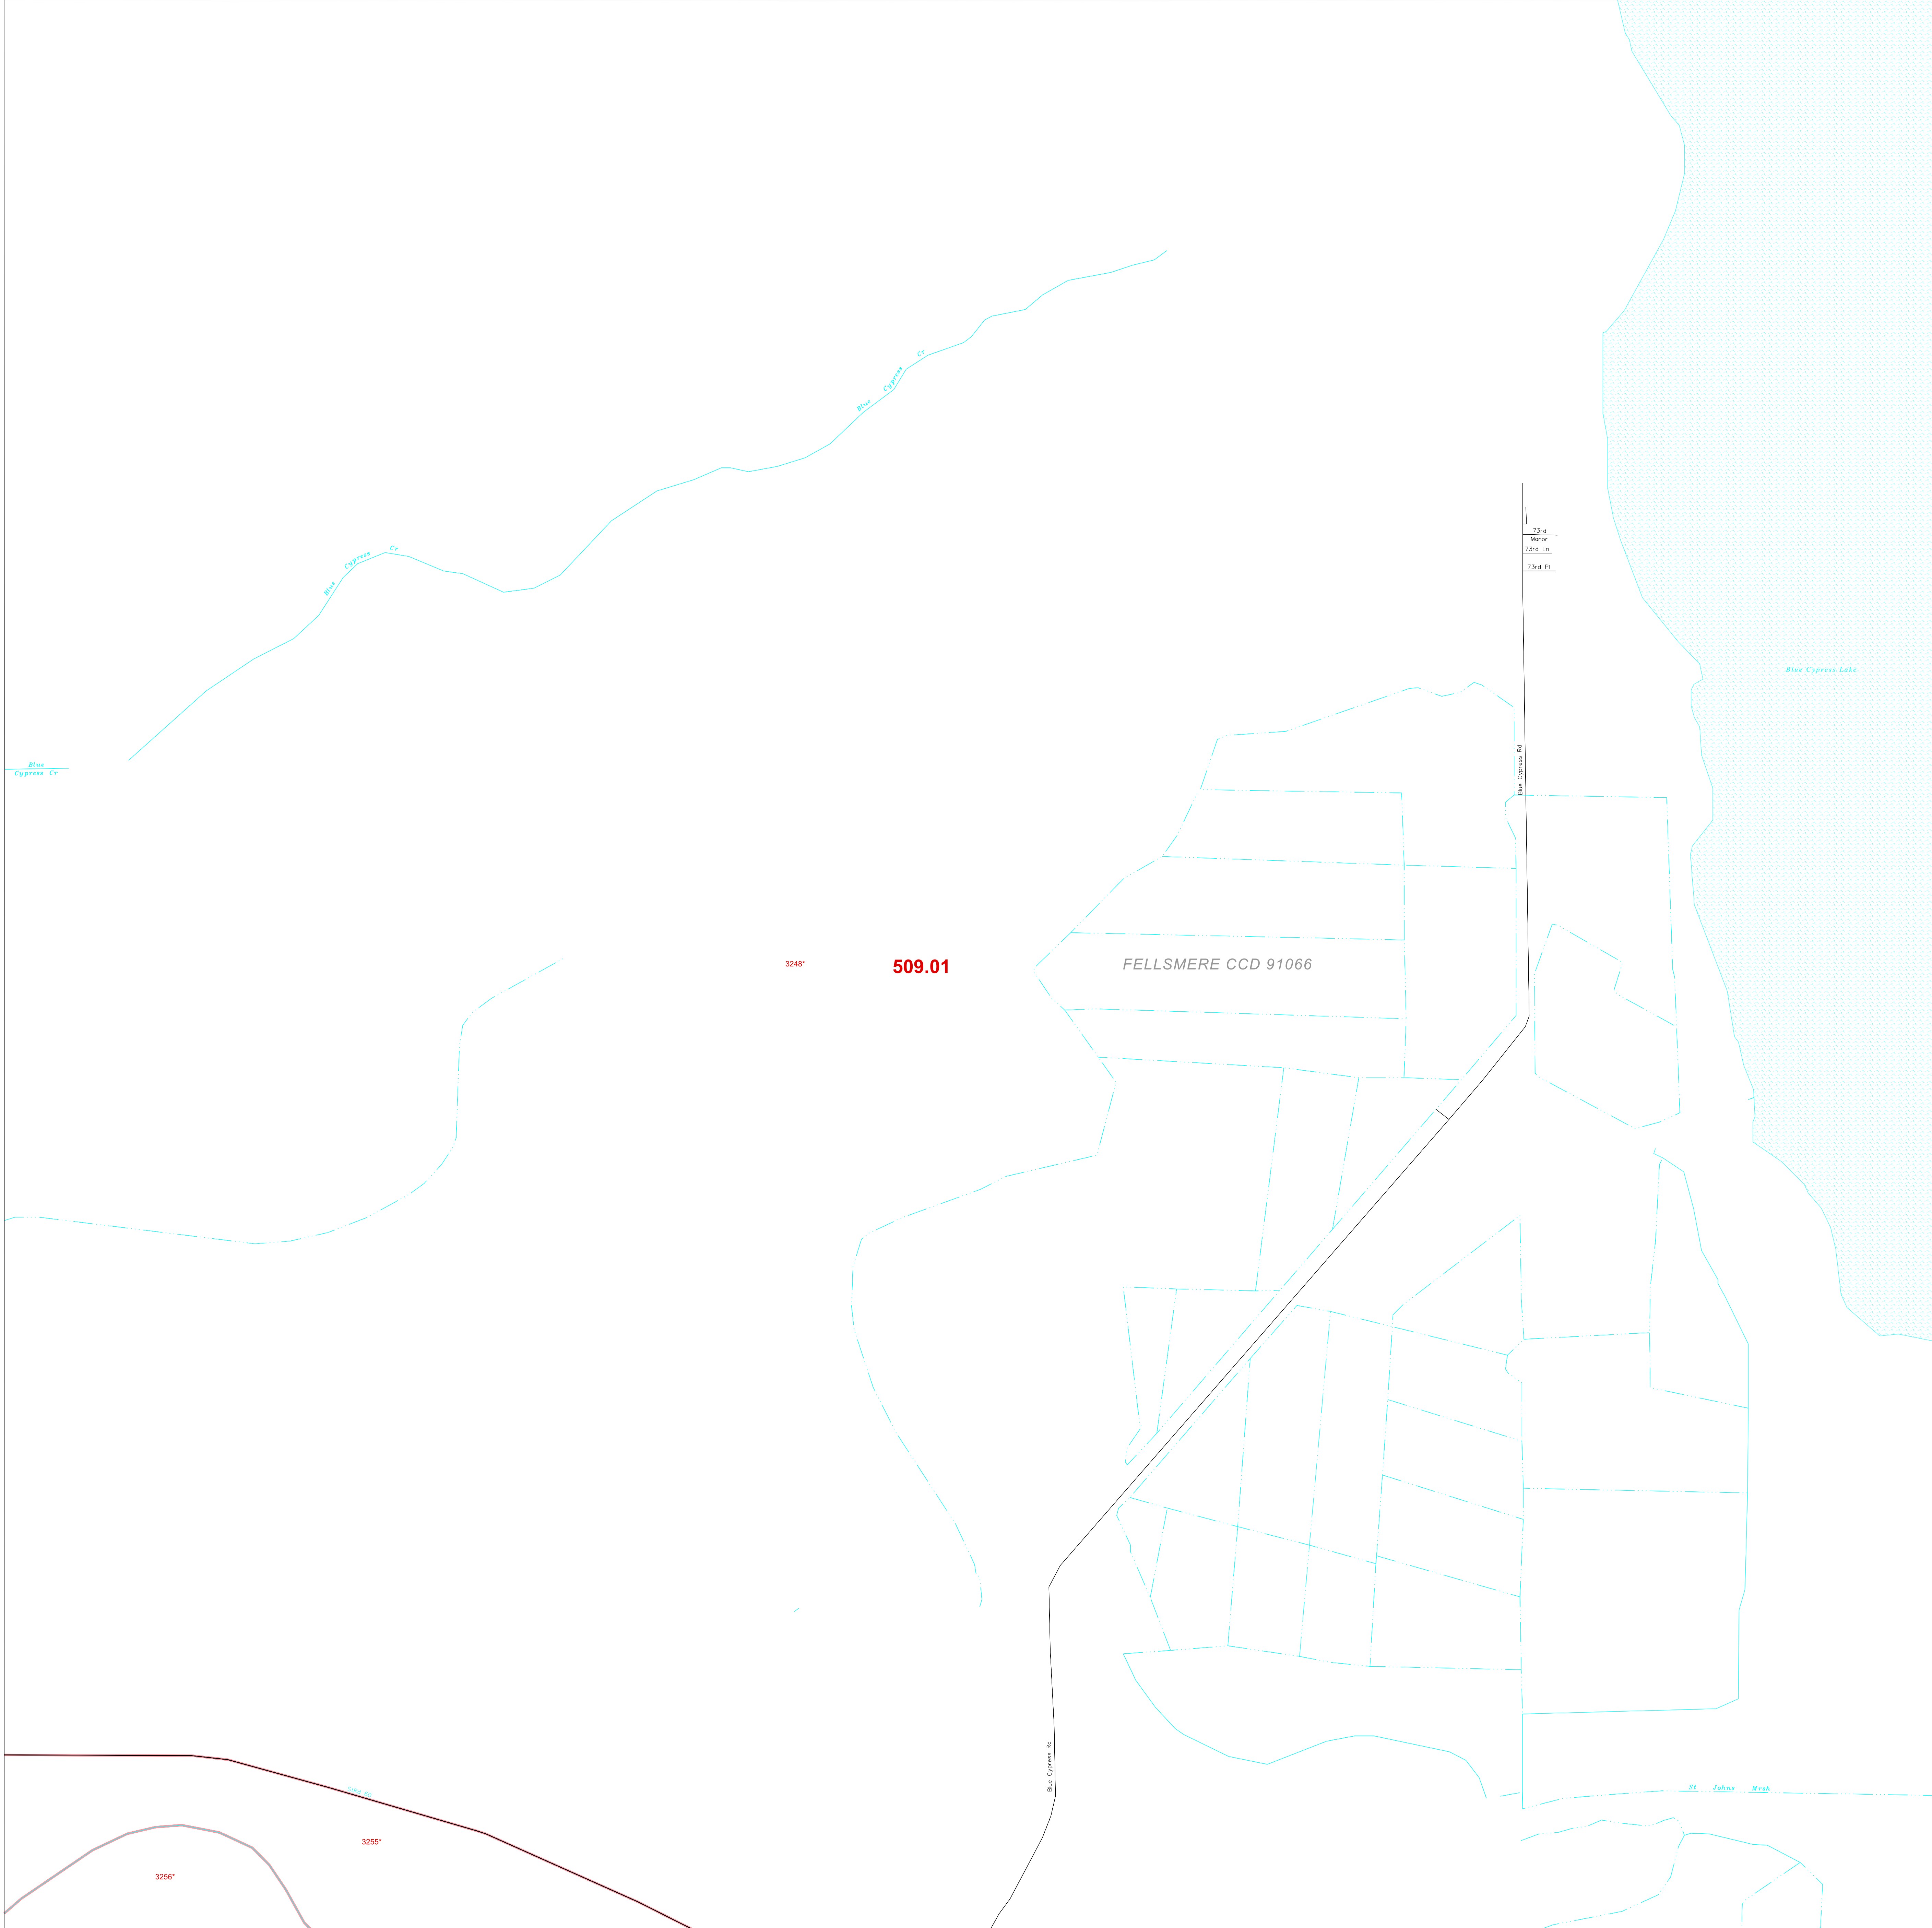 Blue Cypress Cr
Blue Cypress Cr
73rd
Manor
73rd Ln
73rd Pl
Blue Cypress Lake
Blue Cypress Rd
Blue
Cypress Cr
3248*
509.01
FELLSMERE CCD 91066
Blue Cypress Rd
St Johns Mrsh
3255*
3256*